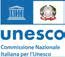 unesco
Commissione Nazionale
Italiana per l'Unesco